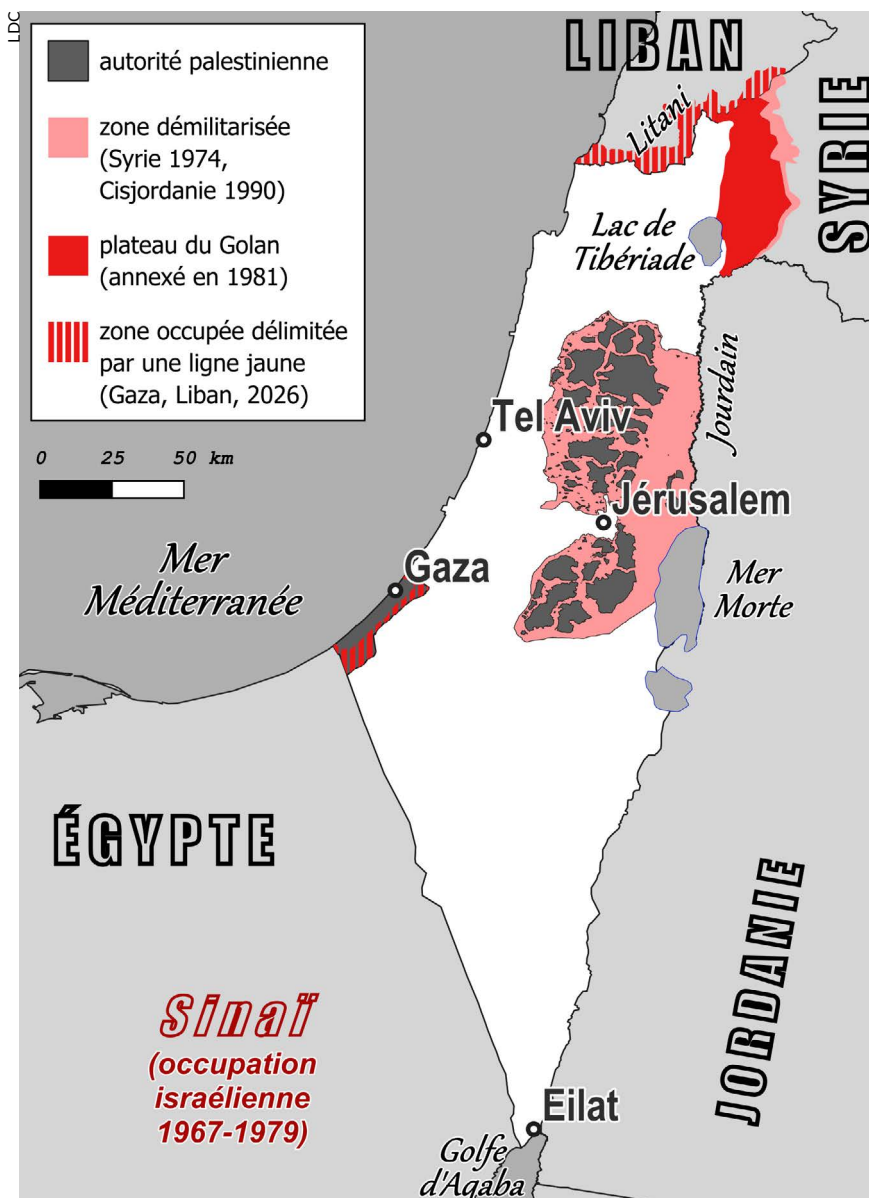 LDC
autorité palestinienne
zone démilitarisée
(Syrie 1974,
Cisjordanie 1990)
plateau du Golan
(annexé en 1981)
zone occupée délimitée
par une ligne jaune
(Gaza, Liban, 2026)
0 25 50 km
LIBAN
SYRIE
Litani
Lac de
Tibériade
Jourdain
Tel Aviv
Jérusalem
Gaza
Mer
Méditerranée
Mer
Morte
ÉGYPTE
JORDANIE
Sinaï
(occupation
israélienne
1967-1979)
Eilat
Golfe
d'Aqaba